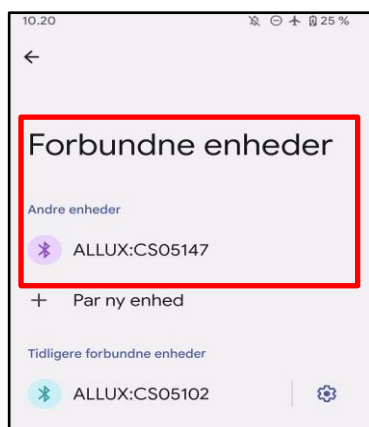 10.20 25 %
Forbundne enheder
Andre enheder
ALLUX:CS05147
+ Par ny enhed
Tidligere forbundne enheder
ALLUX:CS05102